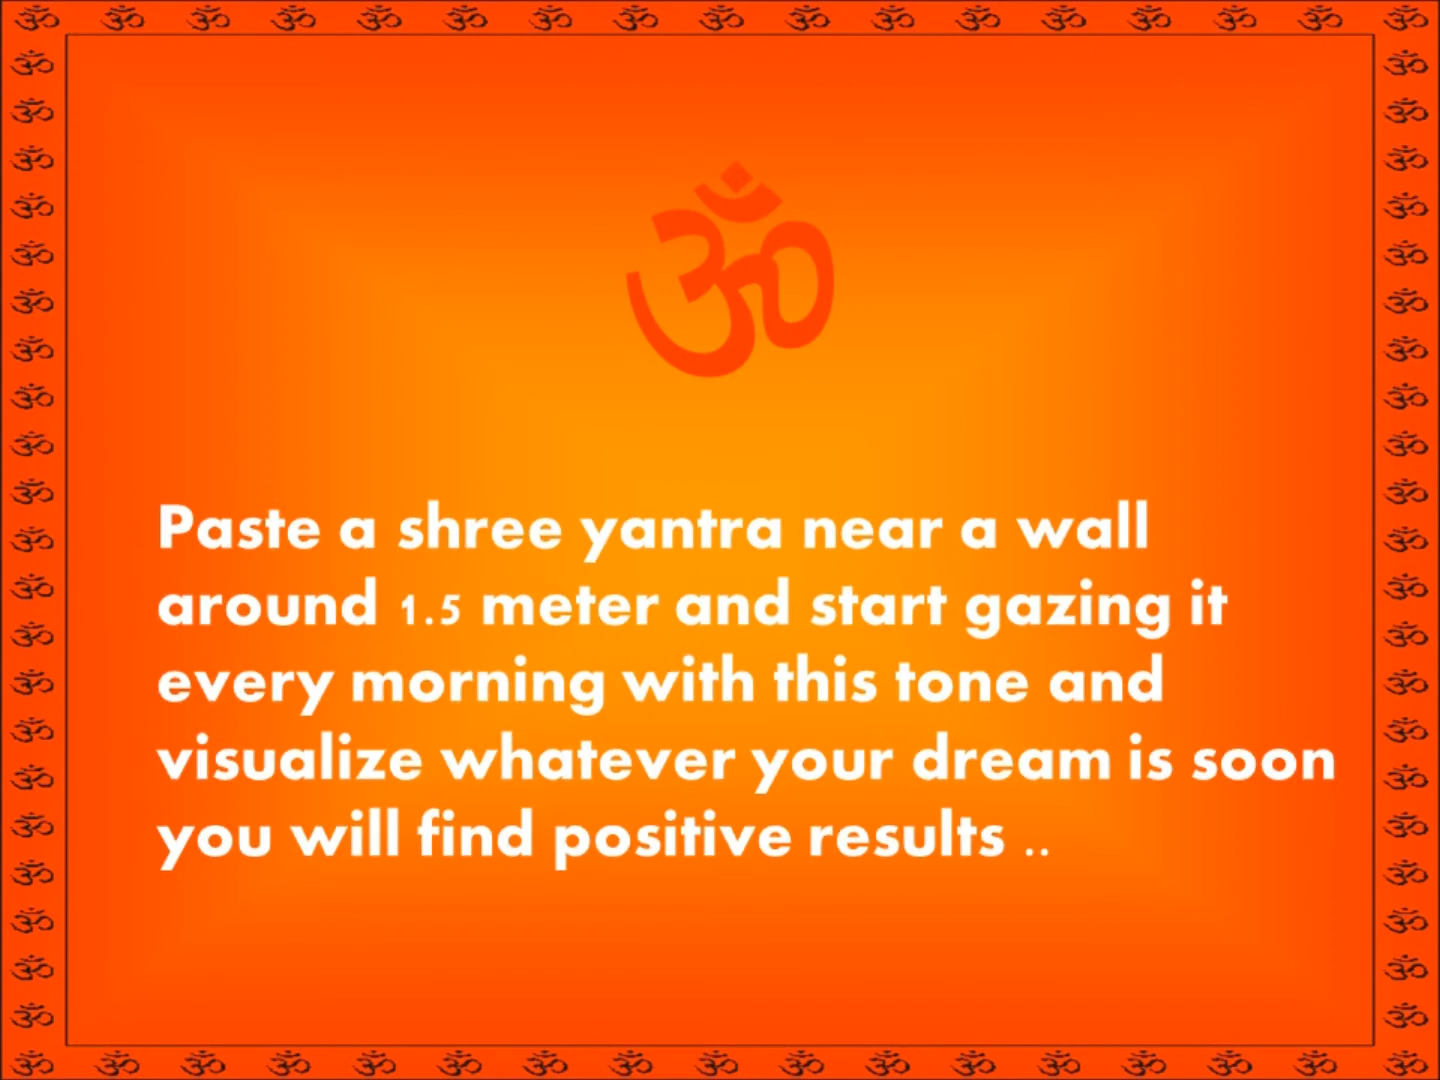 ॐ
Paste a shree yantra near a wall
around 1.5 meter and start gazing it
every morning with this tone and
visualize whatever your dream is soon
you will find positive results ..